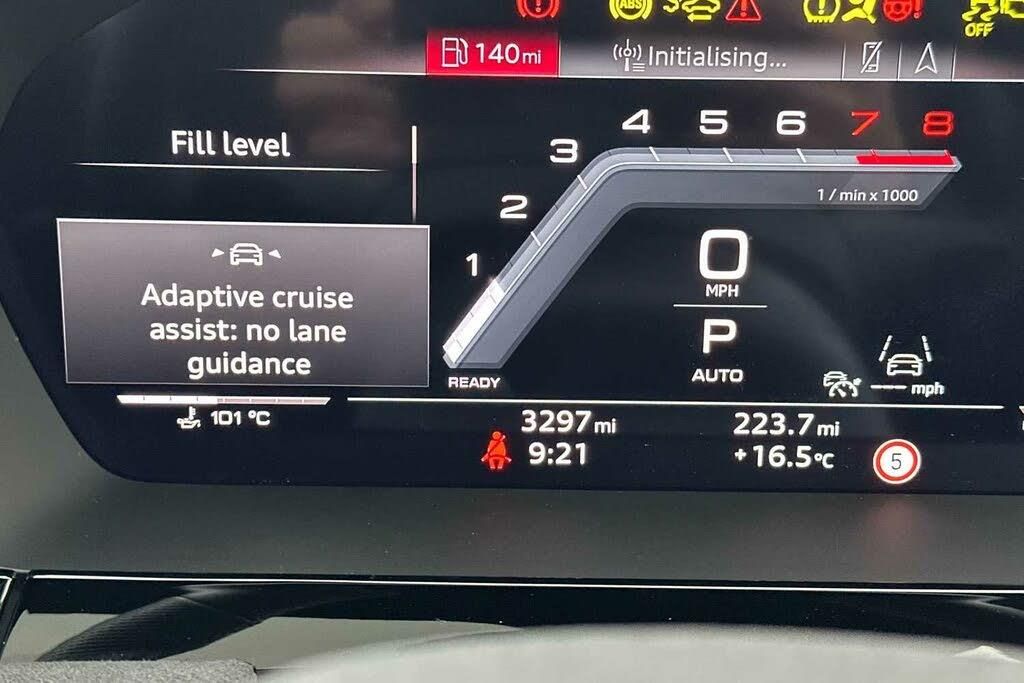 ABS
OFF
140mi
Initialising...
Fill level
1
2
3
4
5
6
7
8
1 / min x 1000
Adaptive cruise
assist: no lane
guidance
0
MPH
P
AUTO
READY
--- mph
101 °C
3297mi
223.7mi
9:21
+16.5°C
5